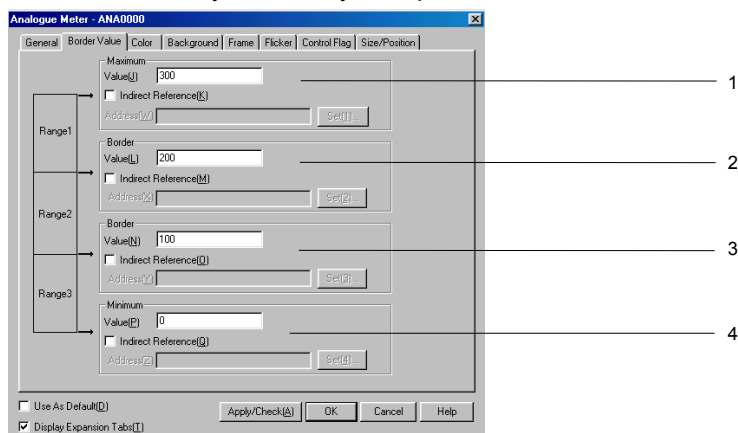 Analogue Meter - ANA0000
General Border Value Color Background Frame Flicker Control Flag Size/Position
Maximum
Value(J) 300
Indirect Reference(K)
Address(W) Set(1)...
1
Range1
Border
Value(L) 200
Indirect Reference(M)
Address(X) Set(2)...
2
Range2
Border
Value(N) 100
Indirect Reference(O)
Address(Y) Set(3)...
3
Range3
Minimum
Value(P) 0
Indirect Reference(Q)
Address(Z) Set(4)...
4
Use As Default(D)
Display Expansion Tabs(T)
Apply/Check(A) OK Cancel Help